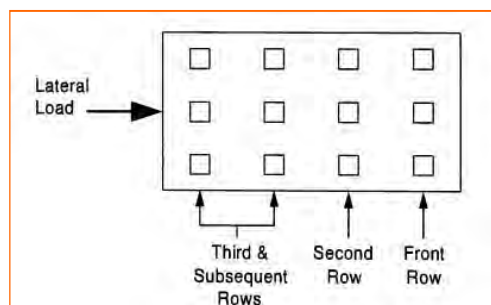 Lateral
Load
Third &
Subsequent
Rows
Second
Row
Front
Row